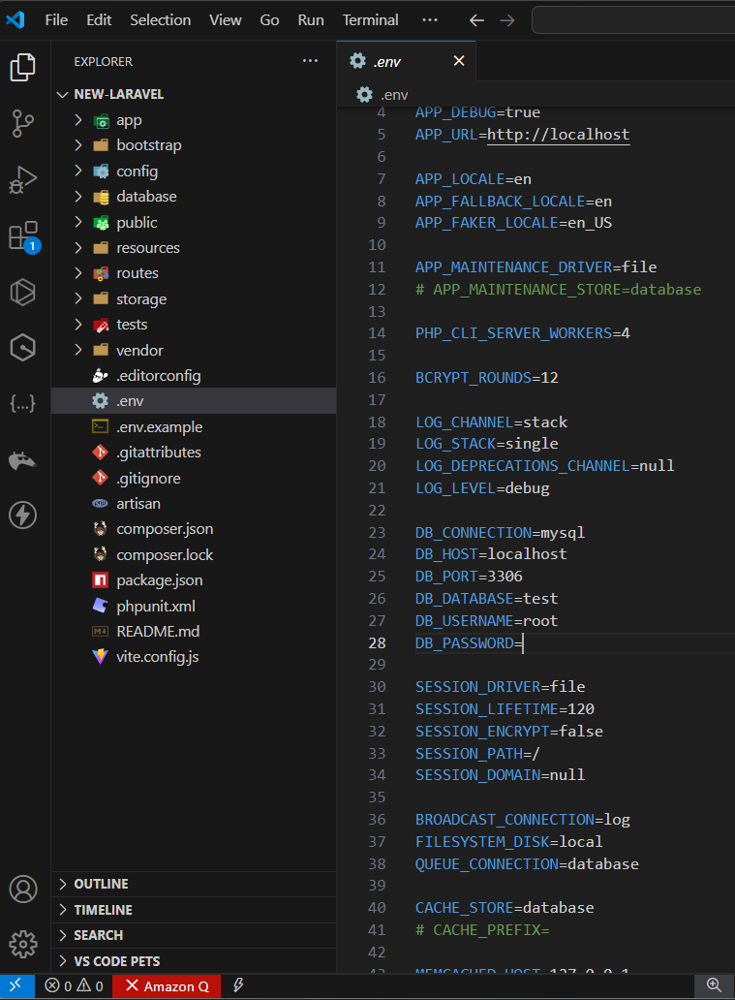 File Edit Selection View Go Run Terminal ···
EXPLORER ···
NEW-LARAVEL
app
bootstrap
config
database
public
resources
routes
storage
tests
vendor
.editorconfig
.env
.env.example
.gitattributes
.gitignore
artisan
composer.json
composer.lock
package.json
phpunit.xml
README.md
vite.config.js
OUTLINE
TIMELINE
SEARCH
VS CODE PETS
1
.env
.env
4 APP_DEBUG=true
5 APP_URL=http://localhost
6
7 APP_LOCALE=en
8 APP_FALLBACK_LOCALE=en
9 APP_FAKER_LOCALE=en_US
10
11 APP_MAINTENANCE_DRIVER=file
12 # APP_MAINTENANCE_STORE=database
13
14 PHP_CLI_SERVER_WORKERS=4
15
16 BCRYPT_ROUNDS=12
17
18 LOG_CHANNEL=stack
19 LOG_STACK=single
20 LOG_DEPRECATIONS_CHANNEL=null
21 LOG_LEVEL=debug
22
23 DB_CONNECTION=mysql
24 DB_HOST=localhost
25 DB_PORT=3306
26 DB_DATABASE=test
27 DB_USERNAME=root
28 DB_PASSWORD=
29
30 SESSION_DRIVER=file
31 SESSION_LIFETIME=120
32 SESSION_ENCRYPT=false
33 SESSION_PATH=/
34 SESSION_DOMAIN=null
35
36 BROADCAST_CONNECTION=log
37 FILESYSTEM_DISK=local
38 QUEUE_CONNECTION=database
39
40 CACHE_STORE=database
41 # CACHE_PREFIX=
42
43 MEMCACHED_HOST=127.0.0.1
0 0 Amazon Q